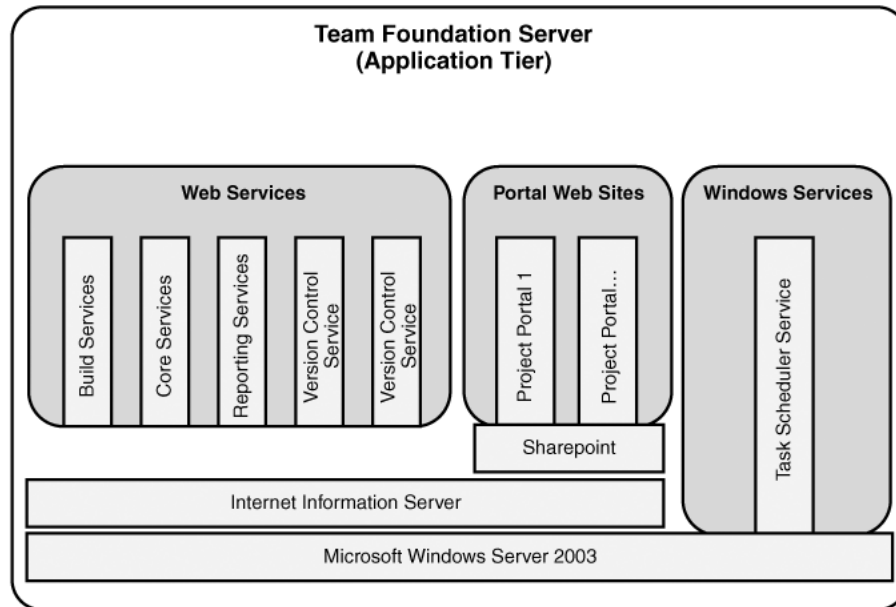 Team Foundation Server
(Application Tier)
Web Services
Portal Web Sites
Windows Services
Build Services
Core Services
Reporting Services
Version Control
Service
Version Control
Service
Project Portal 1
Project Portal...
Task Scheduler Service
Sharepoint
Internet Information Server
Microsoft Windows Server 2003